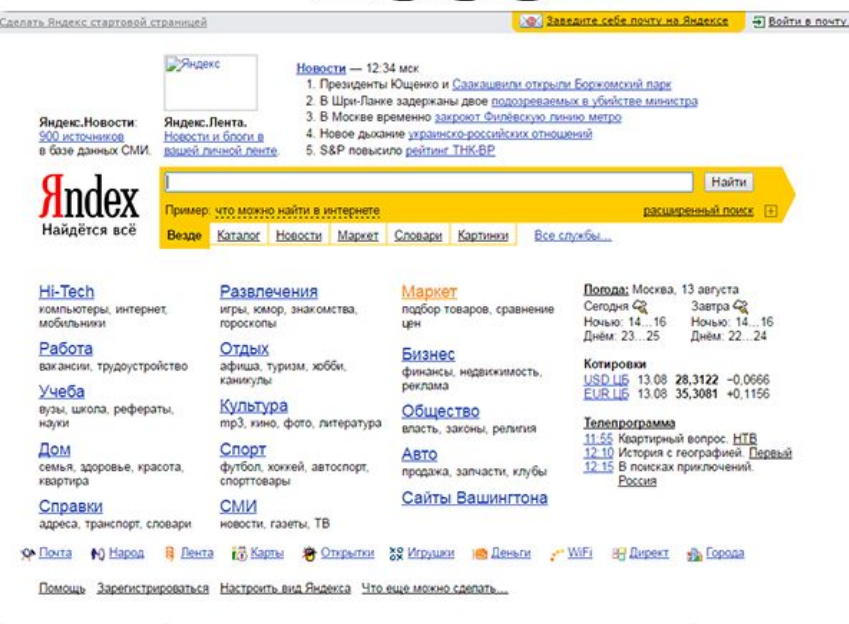 Сделать Яндекс стартовой страницей
Заведите себе почту на Яндексе
Войти в почту
Яндекс
Яндекс.Новости:
900 источников
в базе данных СМИ.
Яндекс.Лента.
Новости и блоги в
вашей личной ленте.
Новости — 12:34 мск
1. Президенты Ющенко и Саакашвили открыли Боржомский парк
2. В Шри-Ланке задержаны двое подозреваемых в убийстве министра
3. В Москве временно закроют Филёвскую линию метро
4. Новое дыхание украинско-российских отношений
5. S&P повысило рейтинг ТНК-BP
Яndex
Найдётся всё
Найти
Пример: что можно найти в интернете
расширенный поиск
Везде Каталог Новости Маркет Словари Картинки Все службы...
Hi-Tech
компьютеры, интернет,
мобильники
Работа
вакансии, трудоустройство
Учеба
вузы, школа, рефераты,
науки
Дом
семья, здоровье, красота,
квартира
Справки
адреса, транспорт, словари
Развлечения
игры, юмор, знакомства,
гороскопы
Отдых
афиша, туризм, хобби,
каникулы
Культура
mp3, кино, фото, литература
Спорт
футбол, хоккей, автоспорт,
спорттовары
СМИ
новости, газеты, ТВ
Маркет
подбор товаров, сравнение
цен
Бизнес
финансы, недвижимость,
реклама
Общество
власть, законы, религия
Авто
продажа, запчасти, клубы
Сайты Вашингтона
Погода: Москва, 13 августа
Сегодня Завтра
Ночью: 14...16 Ночью: 14...16
Днём: 23...25 Днём: 22...24
Котировки
USD ЦБ 13.08 28,3122 −0,0666
EUR ЦБ 13.08 35,3081 +0,1156
Телепрограмма
11:55 Квартирный вопрос. НТВ
12:10 История с географией. Первый
12:15 В поисках приключений.
Россия
Почта Народ Лента Карты Открытки Игрушки Деньги WiFi Директ Города
Помощь Зарегистрироваться Настроить вид Яндекса Что еще можно сделать...